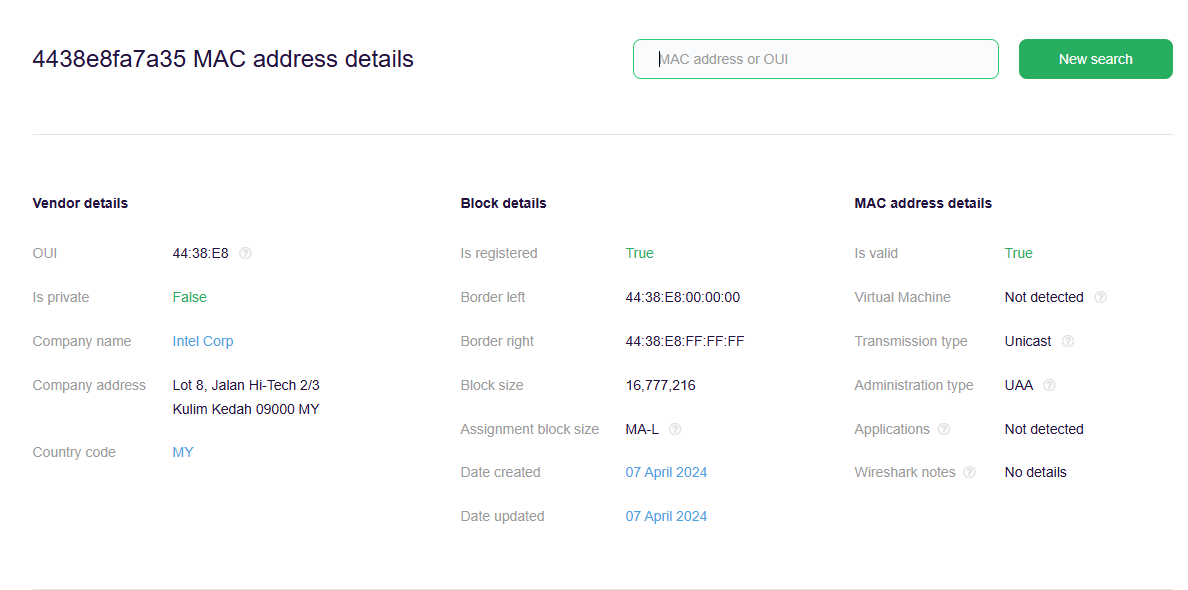 4438e8fa7a35 MAC address details
MAC address or OUI
New search
Vendor details
OUI 44:38:E8
Is private False
Company name Intel Corp
Company address Lot 8, Jalan Hi-Tech 2/3
Kulim Kedah 09000 MY
Country code MY
Block details
Is registered True
Border left 44:38:E8:00:00:00
Border right 44:38:E8:FF:FF:FF
Block size 16,777,216
Assignment block size MA-L
Date created 07 April 2024
Date updated 07 April 2024
MAC address details
Is valid True
Virtual Machine Not detected
Transmission type Unicast
Administration type UAA
Applications Not detected
Wireshark notes No details